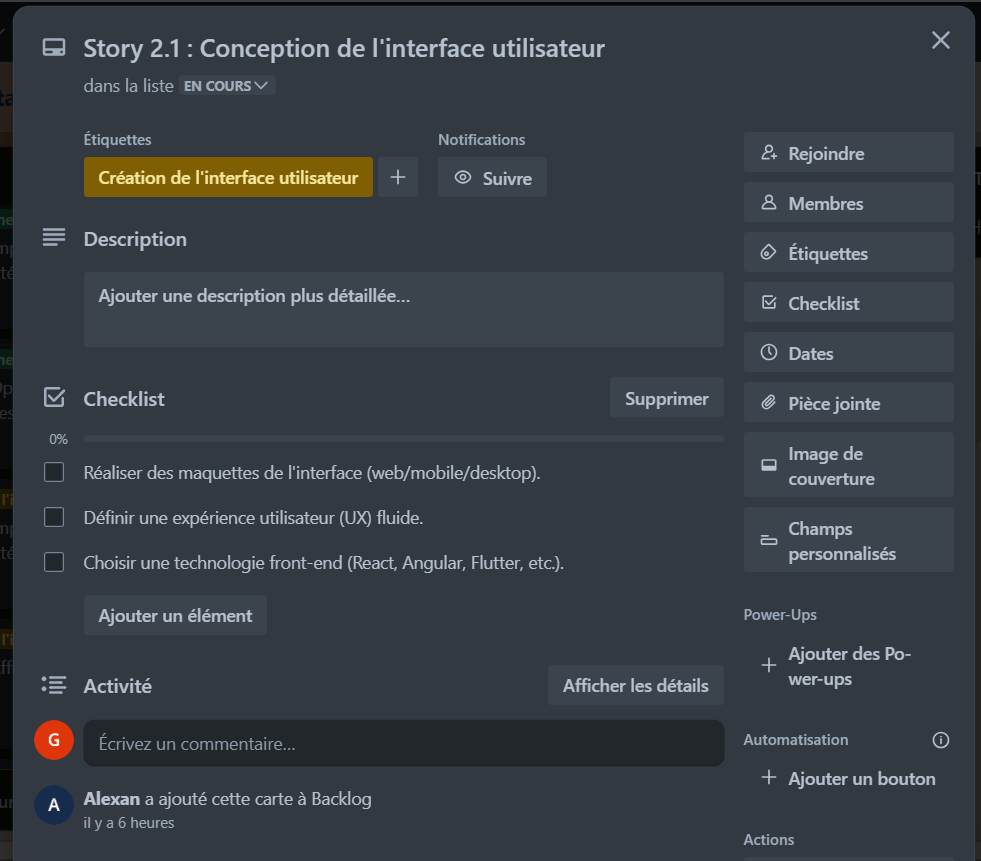 Story 2.1 : Conception de l'interface utilisateur
dans la liste EN COURS
Étiquettes
Création de l'interface utilisateur
Notifications
Suivre
Description
Ajouter une description plus détaillée...
Checklist
Supprimer
0%
Réaliser des maquettes de l'interface (web/mobile/desktop).
Définir une expérience utilisateur (UX) fluide.
Choisir une technologie front-end (React, Angular, Flutter, etc.).
Ajouter un élément
Activité
Afficher les détails
G
Écrivez un commentaire…
A
Alexan a ajouté cette carte à Backlog
il y a 6 heures
Rejoindre
Membres
Étiquettes
Checklist
Dates
Pièce jointe
Image de
couverture
Champs
personnalisés
Power-Ups
Ajouter des Po-
wer-ups
Automatisation
Ajouter un bouton
Actions